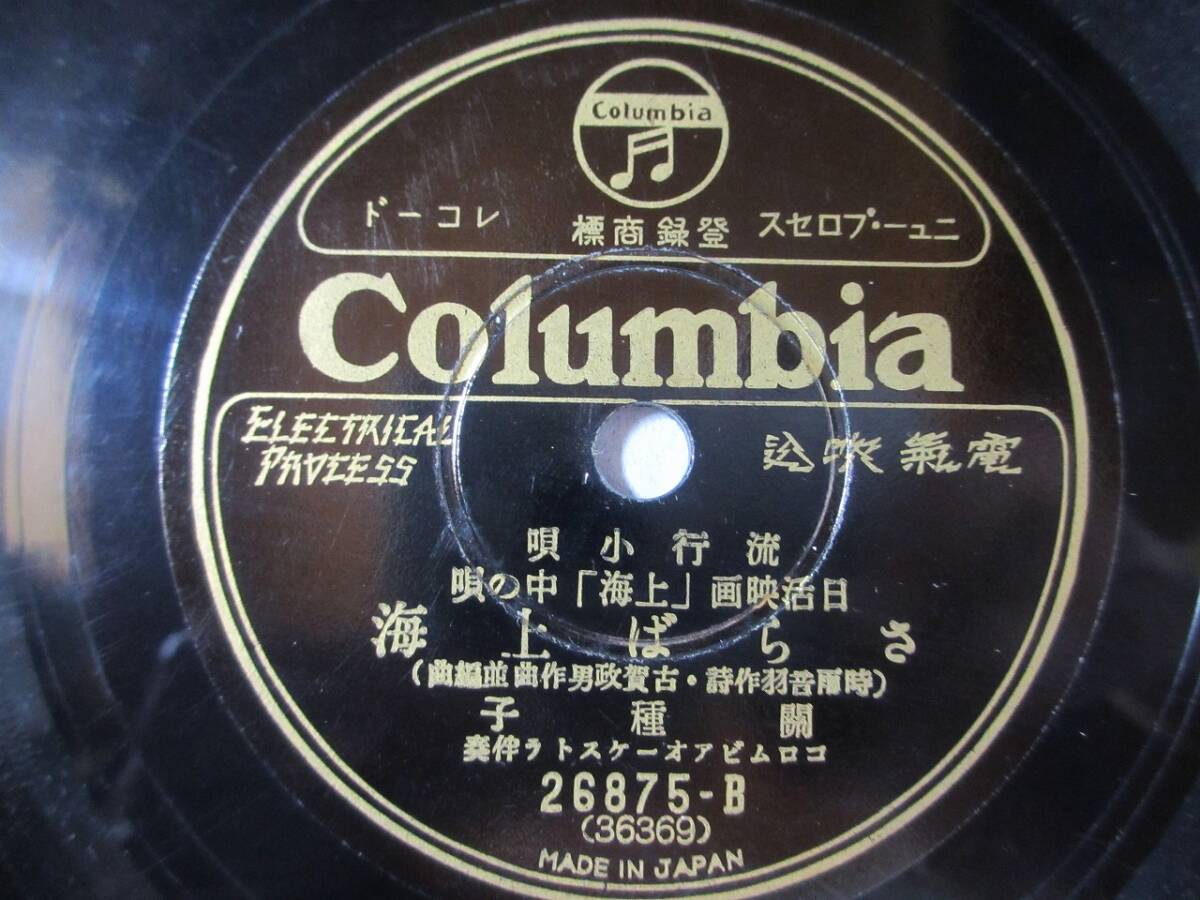 Columbia
ニュー・プロセス 登録商標 レコード
Columbia
ELECTRICAL PROCESS
電氣吹込
流行小唄
日活映画「上海」中の唄
さらば上海
(時雨音羽作詩・古賀政男作曲並編曲)
關種子
コロムビアオーケストラ伴奏
26875-B
(36369)
MADE IN JAPAN